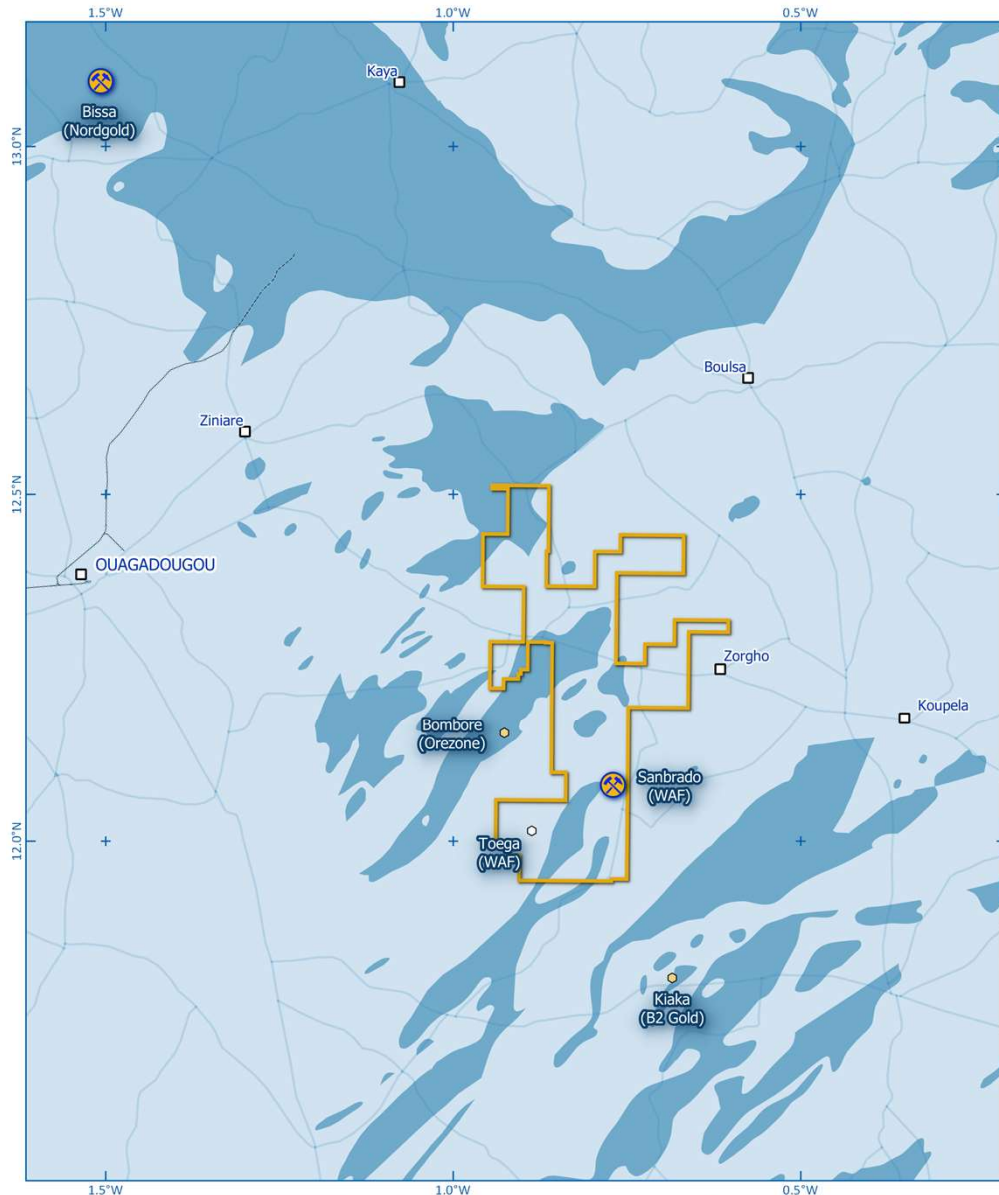 1.5°W
1.0°W
0.5°W
Kaya
Bissa
(Nordgold)
13.0°N
Boulsa
Ziniare
12.5°N
OUAGADOUGOU
Zorgho
Koupela
Bombore
(Orezone)
Sanbrado
(WAF)
12.0°N
Toega
(WAF)
Kiaka
(B2 Gold)
1.5°W
1.0°W
0.5°W